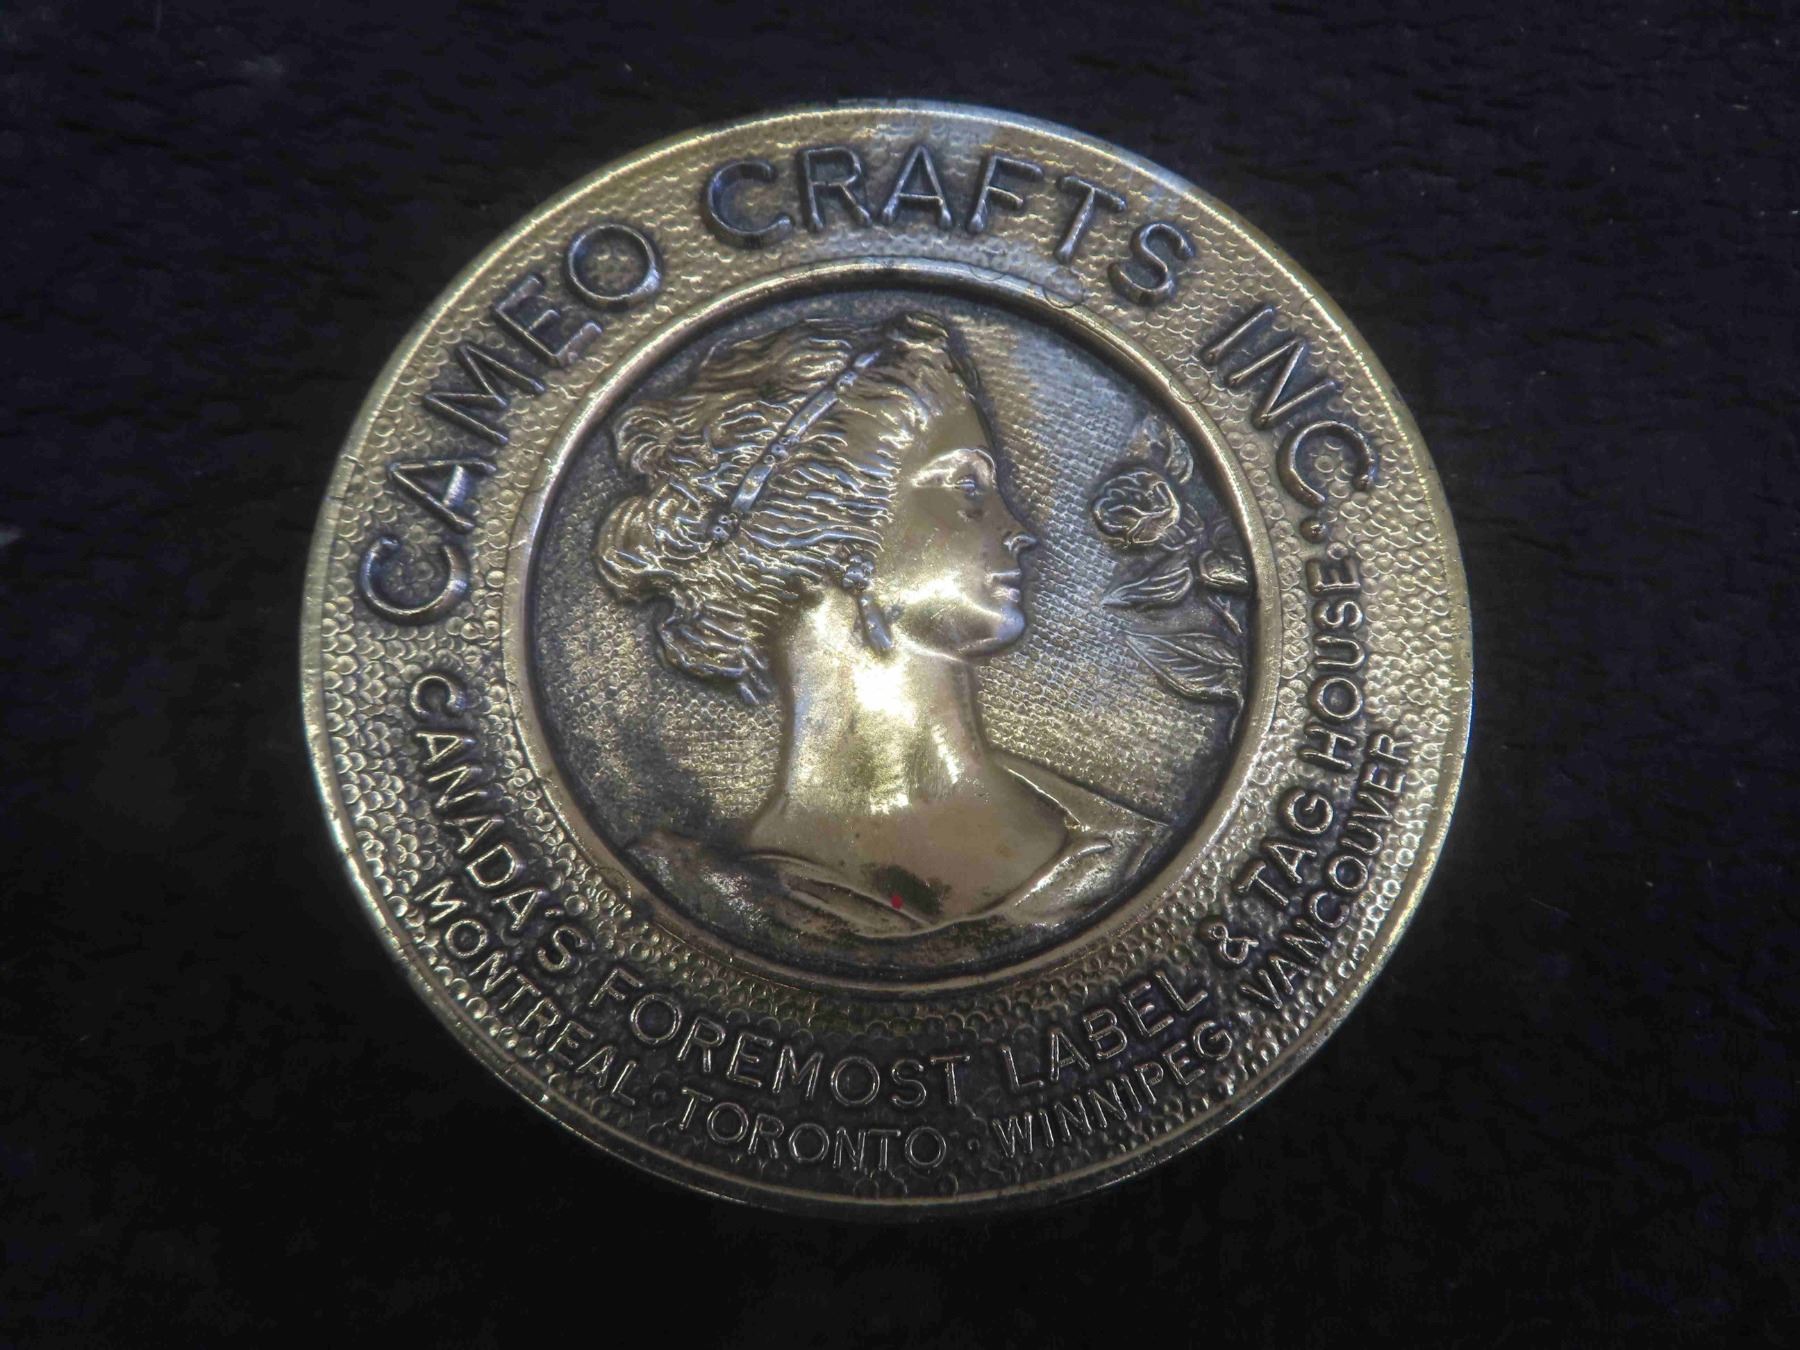 CAMEO CRAFTS INC.
CANADA'S FOREMOST LABEL & TAG HOUSE.
MONTREAL · TORONTO · WINNIPEG · VANCOUVER